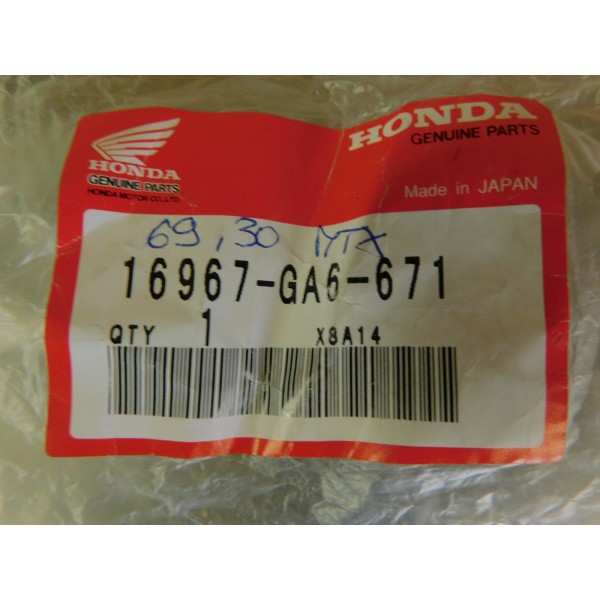 HONDA
GENUINE PARTS
HONDA MOTOR CO.,LTD.
HONDA
GENUINE PARTS
Made in JAPAN
69,30 MTX
16967-GA6-671
QTY 1 X8A14